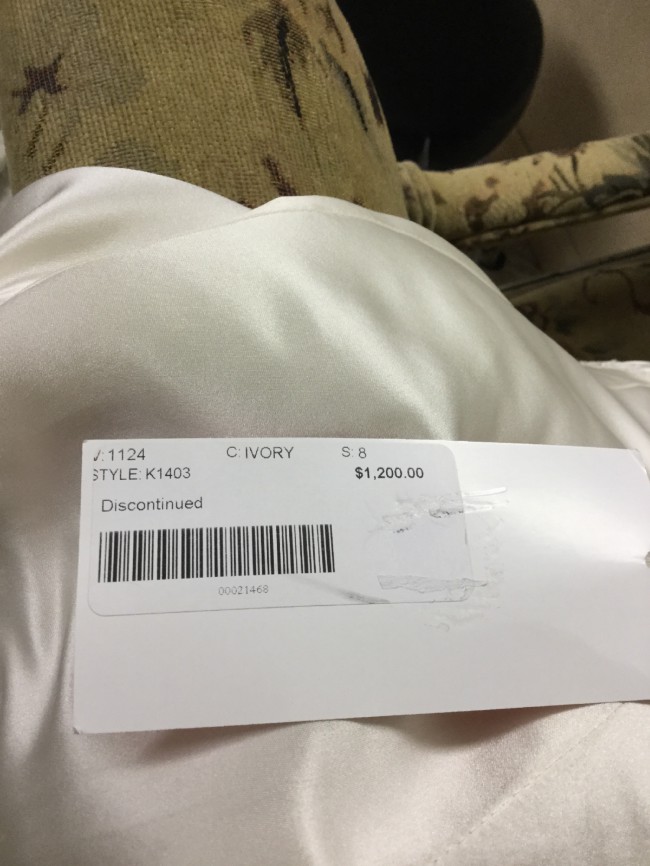 V: 1124 C: IVORY S: 8
STYLE: K1403 $1,200.00
Discontinued
00021468